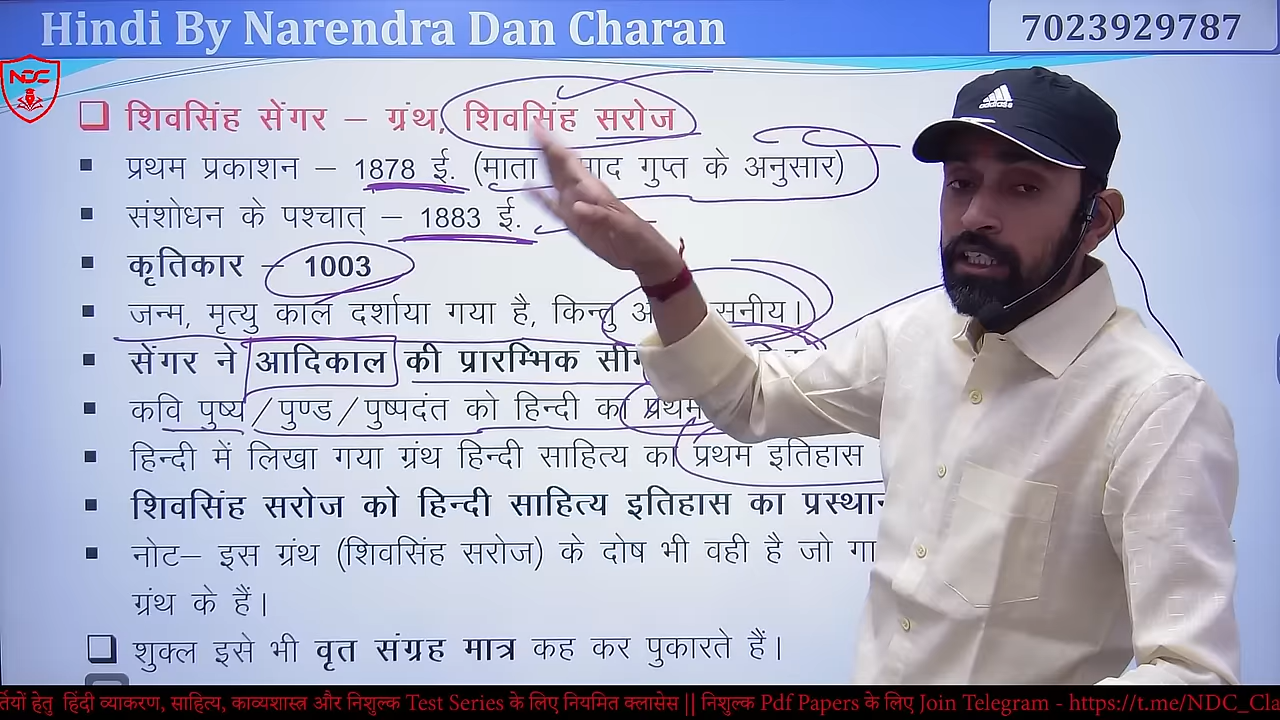 Hindi By Narendra Dan Charan
7023929787
NDC
adidas
शिवसिंह सेंगर – ग्रंथ, शिवसिंह सरोज
प्रथम प्रकाशन – 1878 ई. (माता गुप्त के अनुसार)
संशोधन के पश्चात् – 1883 ई.
कृतिकार – 1003
जन्म, मृत्यु काल दर्शाया गया है, किन्तु
सेंगर ने आदिकाल की प्रारम्भिक
कवि पुष्य/पुण्ड/पुष्पदंत को हिन्दी का प्रथम
हिन्दी में लिखा गया ग्रंथ हिन्दी साहित्य का प्रथम इतिहास
शिवसिंह सरोज को हिन्दी साहित्य इतिहास का
नोट– इस ग्रंथ (शिवसिंह सरोज) के दोष भी वही है जो
ग्रंथ के हैं।
शुक्ल इसे भी वृत संग्रह मात्र कह कर पुकारते हैं।
हेतु हिंदी व्याकरण, साहित्य, काव्यशास्त्र और निशुल्क Test Series के लिए नियमित क्लासेस || निशुल्क Pdf Papers के लिए Join Telegram - https://t.me/NDC_Cla